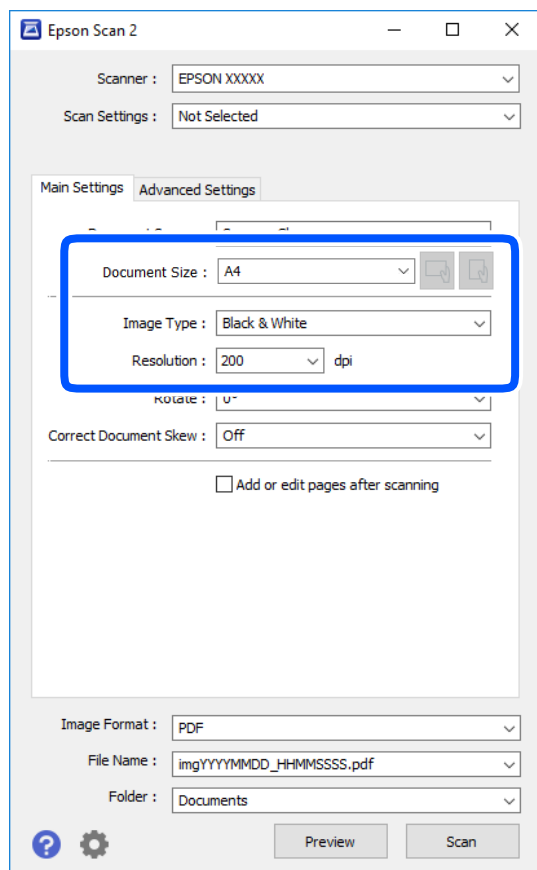 Epson Scan 2
Scanner : EPSON XXXXX
Scan Settings : Not Selected
Main Settings Advanced Settings
Document Size : A4
Image Type : Black & White
Resolution : 200 dpi
Rotate : 0°
Correct Document Skew : Off
Add or edit pages after scanning
Image Format : PDF
File Name : imgYYYYMMDD_HHMMSSSS.pdf
Folder : Documents
Preview Scan